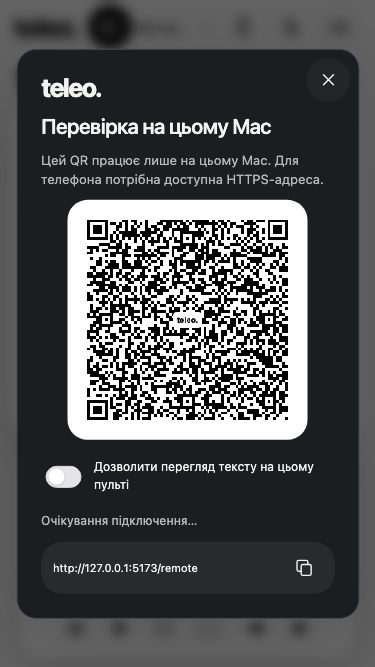 teleo.
Перевірка на цьому Mac
Цей QR працює лише на цьому Mac. Для
телефона потрібна доступна HTTPS-адреса.
teleo.
Дозволити перегляд тексту на цьому
пульті
Очікування підключення...
http://127.0.0.1:5173/remote